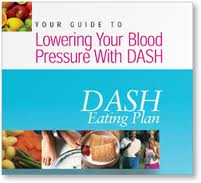 YOUR GUIDE TO
Lowering Your Blood
Pressure With DASH
DASH
Eating Plan